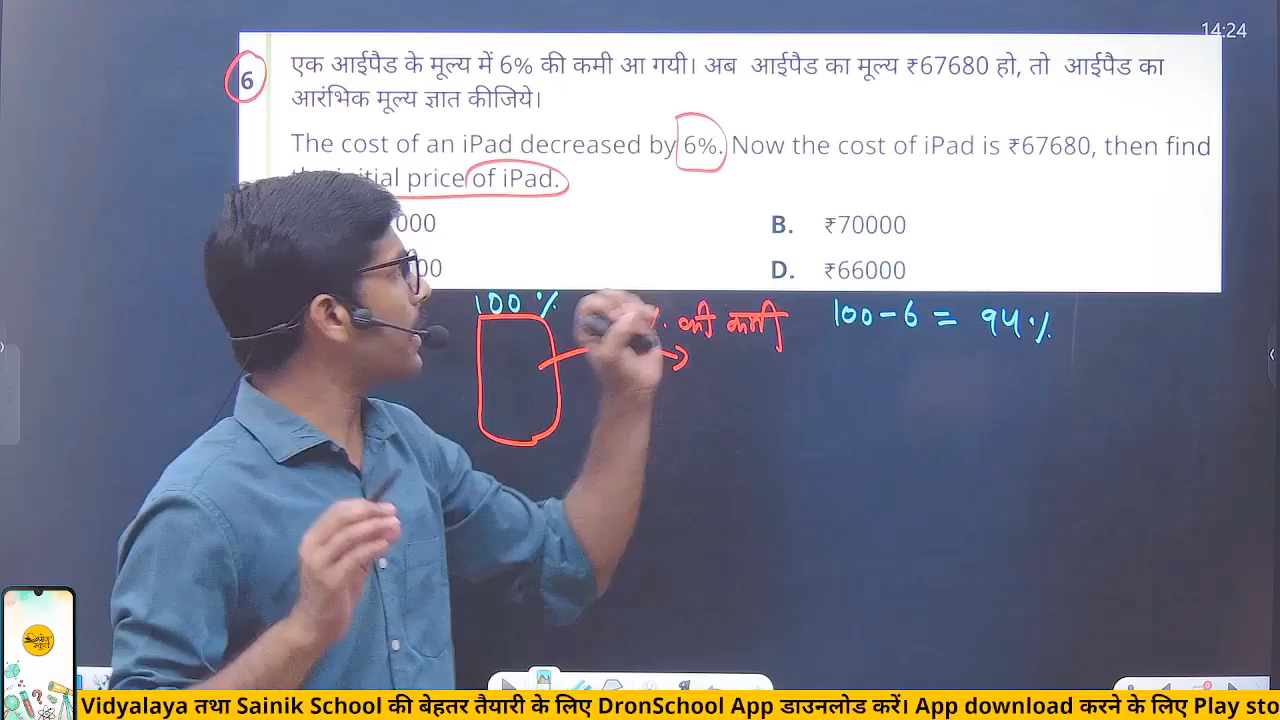 14:24
6
एक आईपैड के मूल्य में 6% की कमी आ गयी। अब आईपैड का मूल्य ₹67680 हो, तो आईपैड का
आरंभिक मूल्य ज्ञात कीजिये।
The cost of an iPad decreased by 6%. Now the cost of iPad is ₹67680, then find
price of iPad.
000
B. ₹70000
00
D. ₹66000
100 %
% की कमी
100 - 6 = 94 %
Vidyalaya तथा Sainik School की बेहतर तैयारी के लिए DronSchool App डाउनलोड करें। App download करने के लिए Play sto